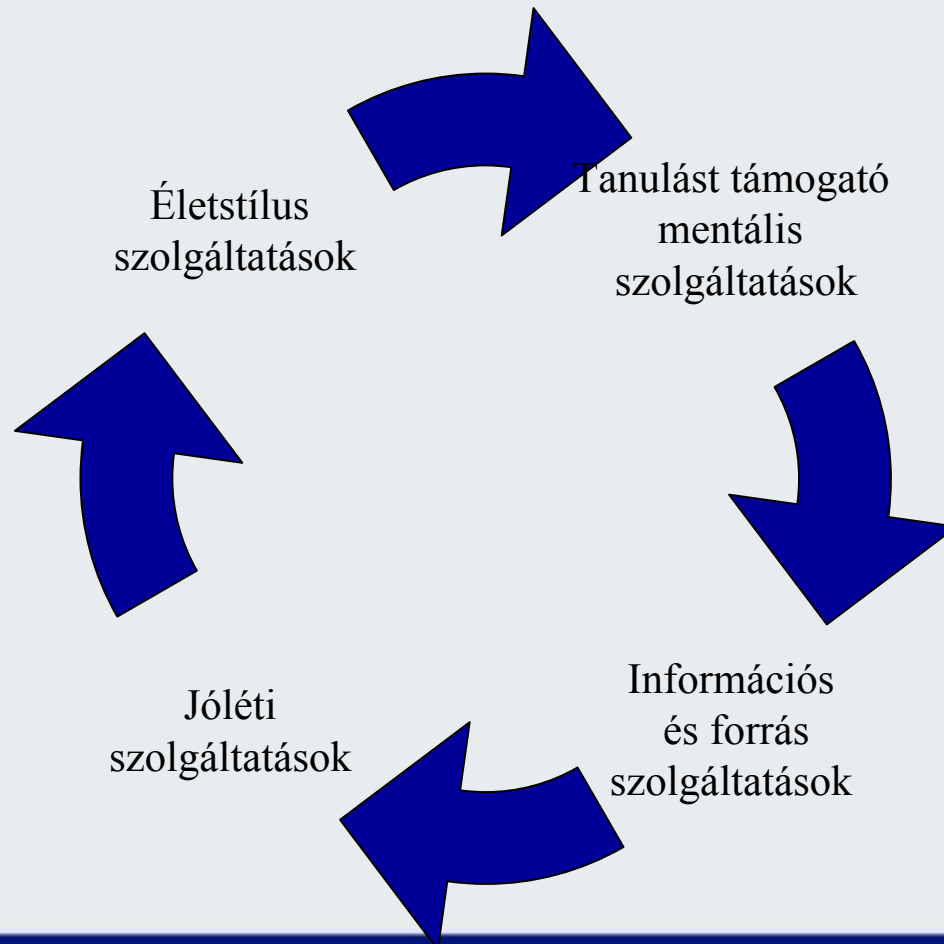 Életstílus
szolgáltatások
Tanulást támogató
mentális
szolgáltatások
Információs
és forrás
szolgáltatások
Jóléti
szolgáltatások